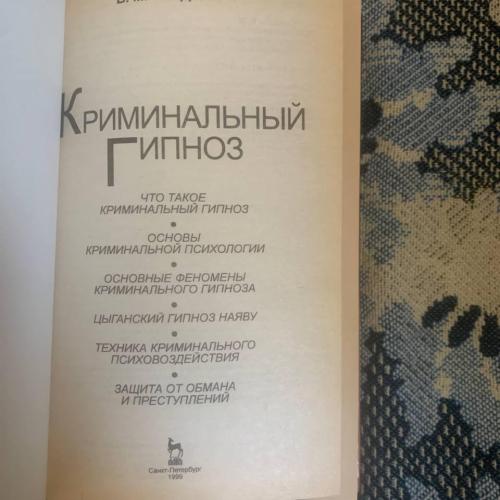 КРИМИНАЛЬНЫЙ
ГИПНОЗ
ЧТО ТАКОЕ
КРИМИНАЛЬНЫЙ ГИПНОЗ
•
ОСНОВЫ
КРИМИНАЛЬНОЙ ПСИХОЛОГИИ
•
ОСНОВНЫЕ ФЕНОМЕНЫ
КРИМИНАЛЬНОГО ГИПНОЗА
•
ЦЫГАНСКИЙ ГИПНОЗ НАЯВУ
•
ТЕХНИКА КРИМИНАЛЬНОГО
ПСИХОВОЗДЕЙСТВИЯ
•
ЗАЩИТА ОТ ОБМАНА
И ПРЕСТУПЛЕНИЙ
Санкт-Петербург
1999